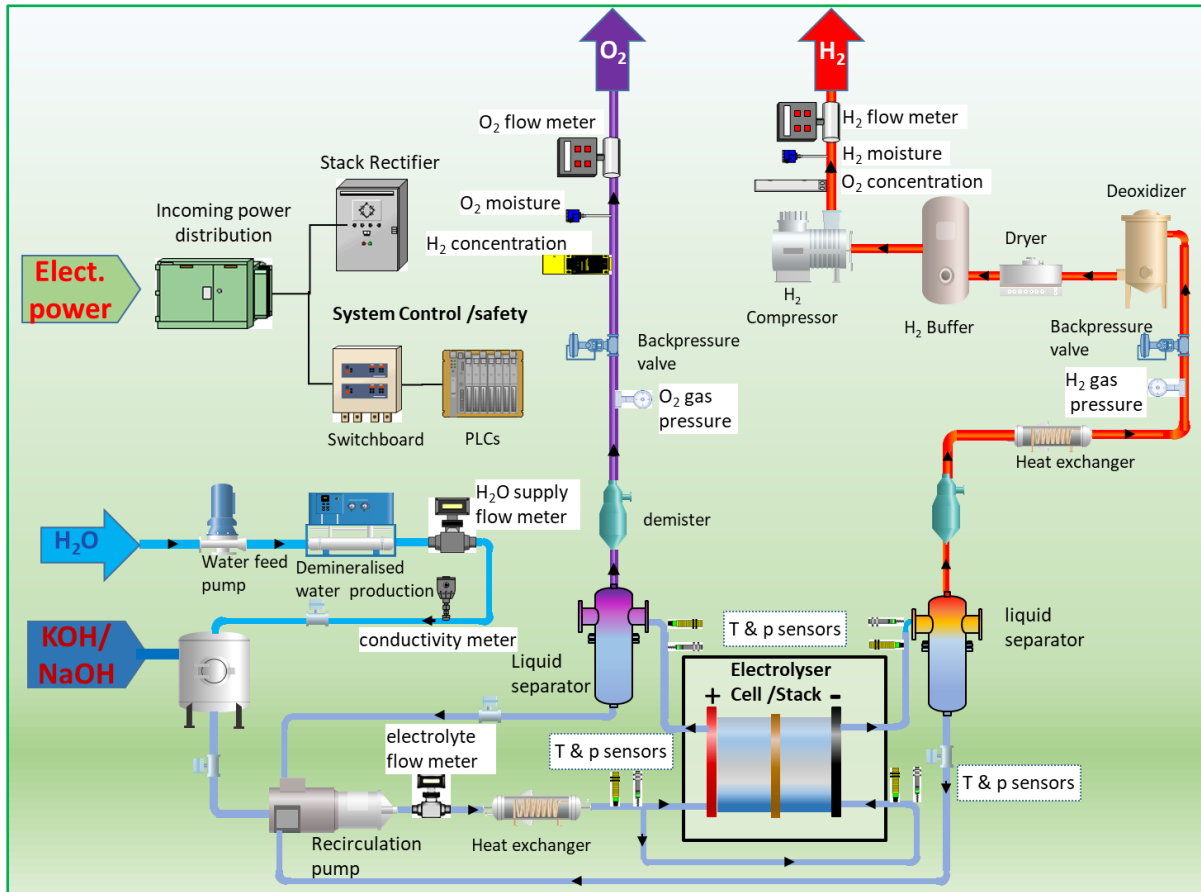 O₂
H₂
O₂ flow meter
H₂ flow meter
Stack Rectifier
H₂ moisture
O₂ concentration
Deoxidizer
Incoming power
distribution
O₂ moisture
H₂ concentration
Dryer
Elect.
power
System Control /safety
H₂
Compressor
H₂ Buffer
Backpressure
valve
Backpressure
valve
H₂ gas
pressure
O₂ gas
pressure
Switchboard
PLCs
Heat exchanger
H₂O supply
flow meter
demister
H₂O
Water feed
pump
Demineralised
water production
conductivity meter
T & p sensors
liquid
separator
KOH/
NaOH
Liquid
separator
Electrolyser
Cell /Stack
+
-
electrolyte
flow meter
T & p sensors
T & p sensors
Recirculation
pump
Heat exchanger